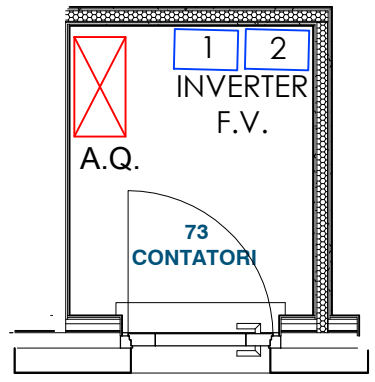 1 2
INVERTER
F.V.
A.Q.
73
CONTATORI